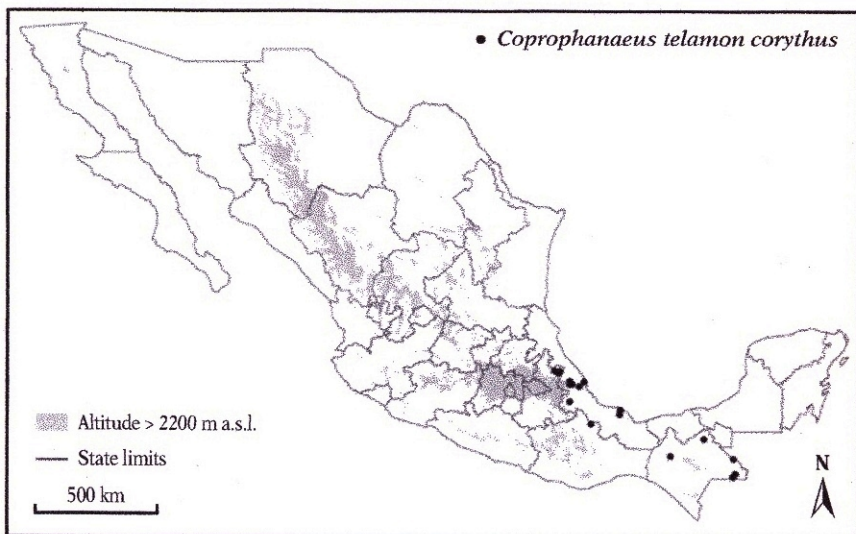 • Coprophanaeus telamon corythus
Altitude > 2200 m a.s.l.
State limits
500 km
N